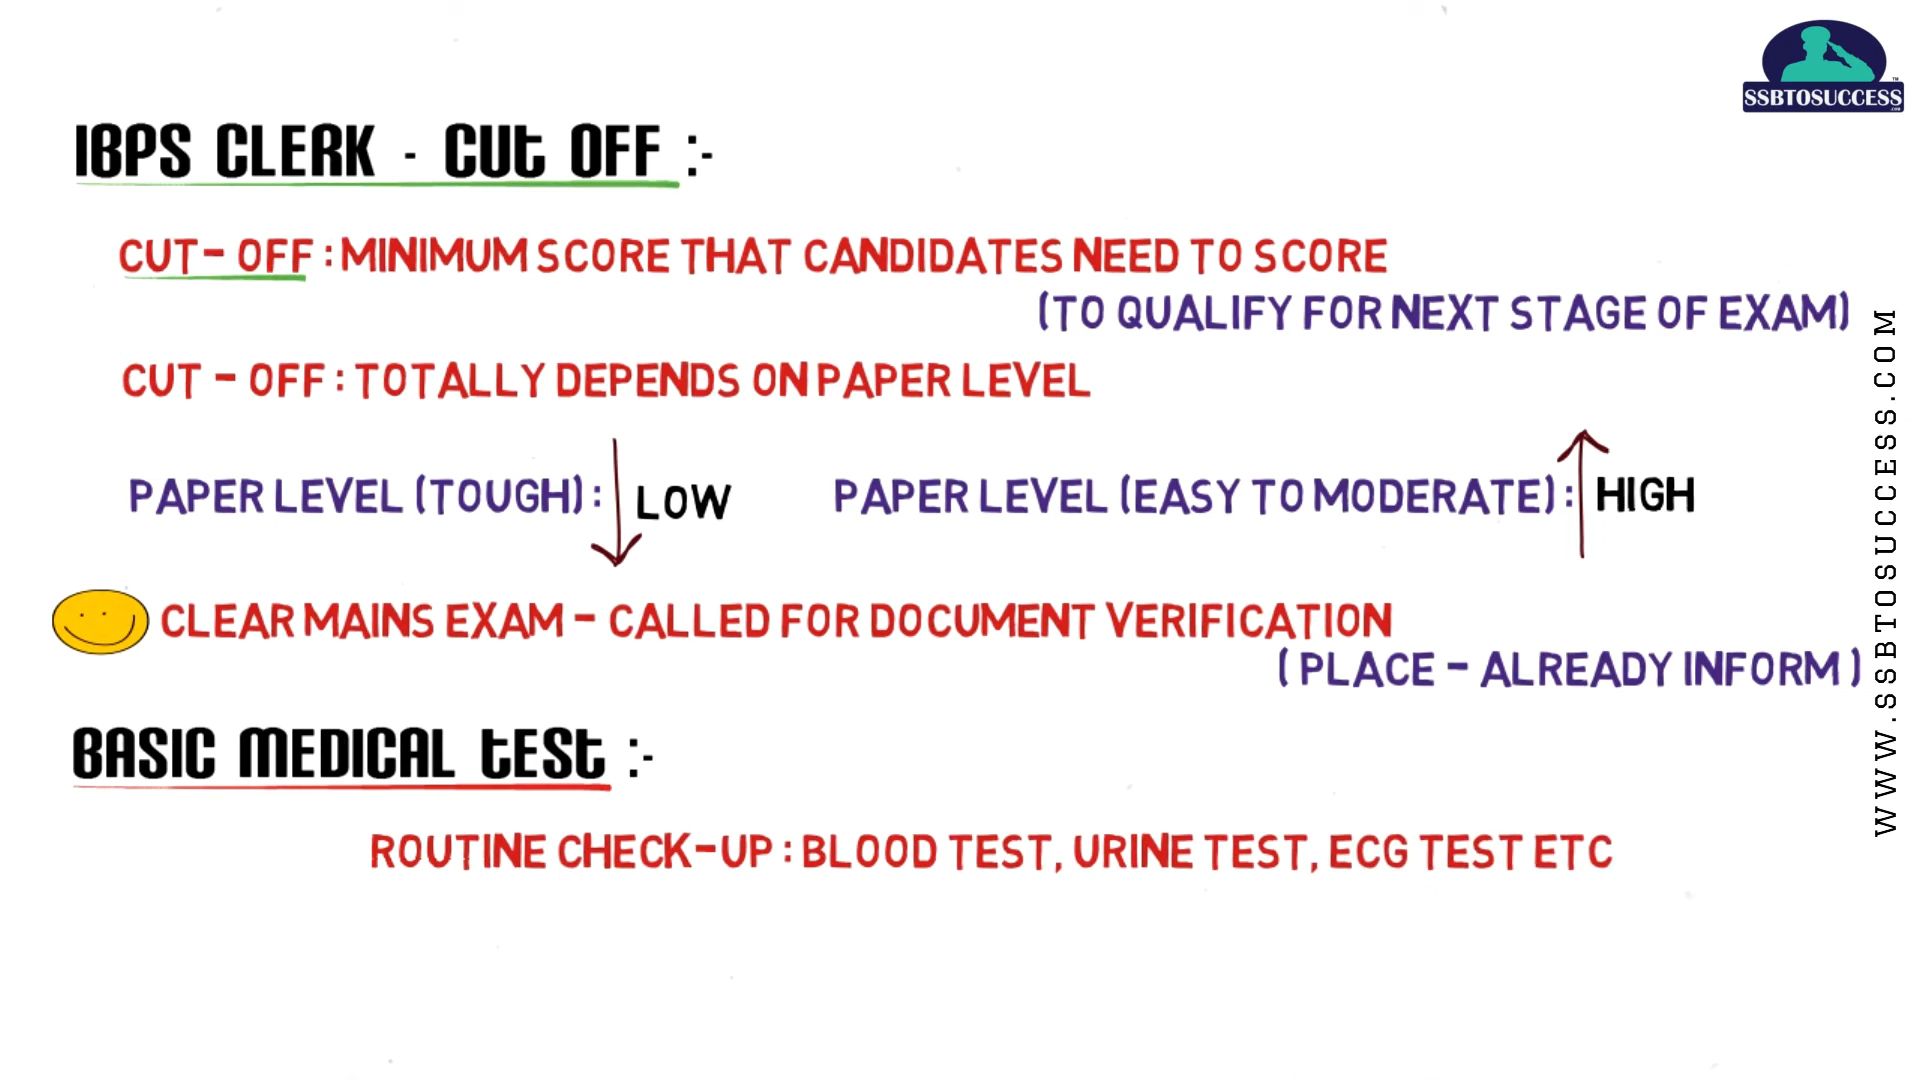 SSBTOSUCCESS
IBPS CLERK - CUT OFF :-
CUT - OFF : MINIMUM SCORE THAT CANDIDATES NEED TO SCORE
(TO QUALIFY FOR NEXT STAGE OF EXAM)
CUT - OFF : TOTALLY DEPENDS ON PAPER LEVEL
PAPER LEVEL (TOUGH) : LOW PAPER LEVEL (EASY TO MODERATE) : HIGH
CLEAR MAINS EXAM - CALLED FOR DOCUMENT VERIFICATION
( PLACE - ALREADY INFORM )
BASIC MEDICAL TEST :-
ROUTINE CHECK-UP : BLOOD TEST, URINE TEST, ECG TEST ETC
WWW.SSBTOSUCCESS.COM